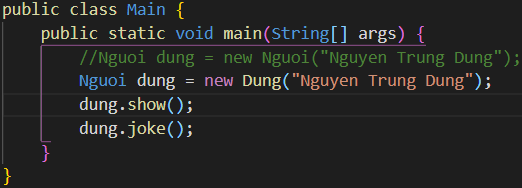 public class Main {
public static void main(String[] args) {
//Nguoi dung = new Nguoi("Nguyen Trung Dung");
Nguoi dung = new Dung("Nguyen Trung Dung");
dung.show();
dung.joke();
}
}